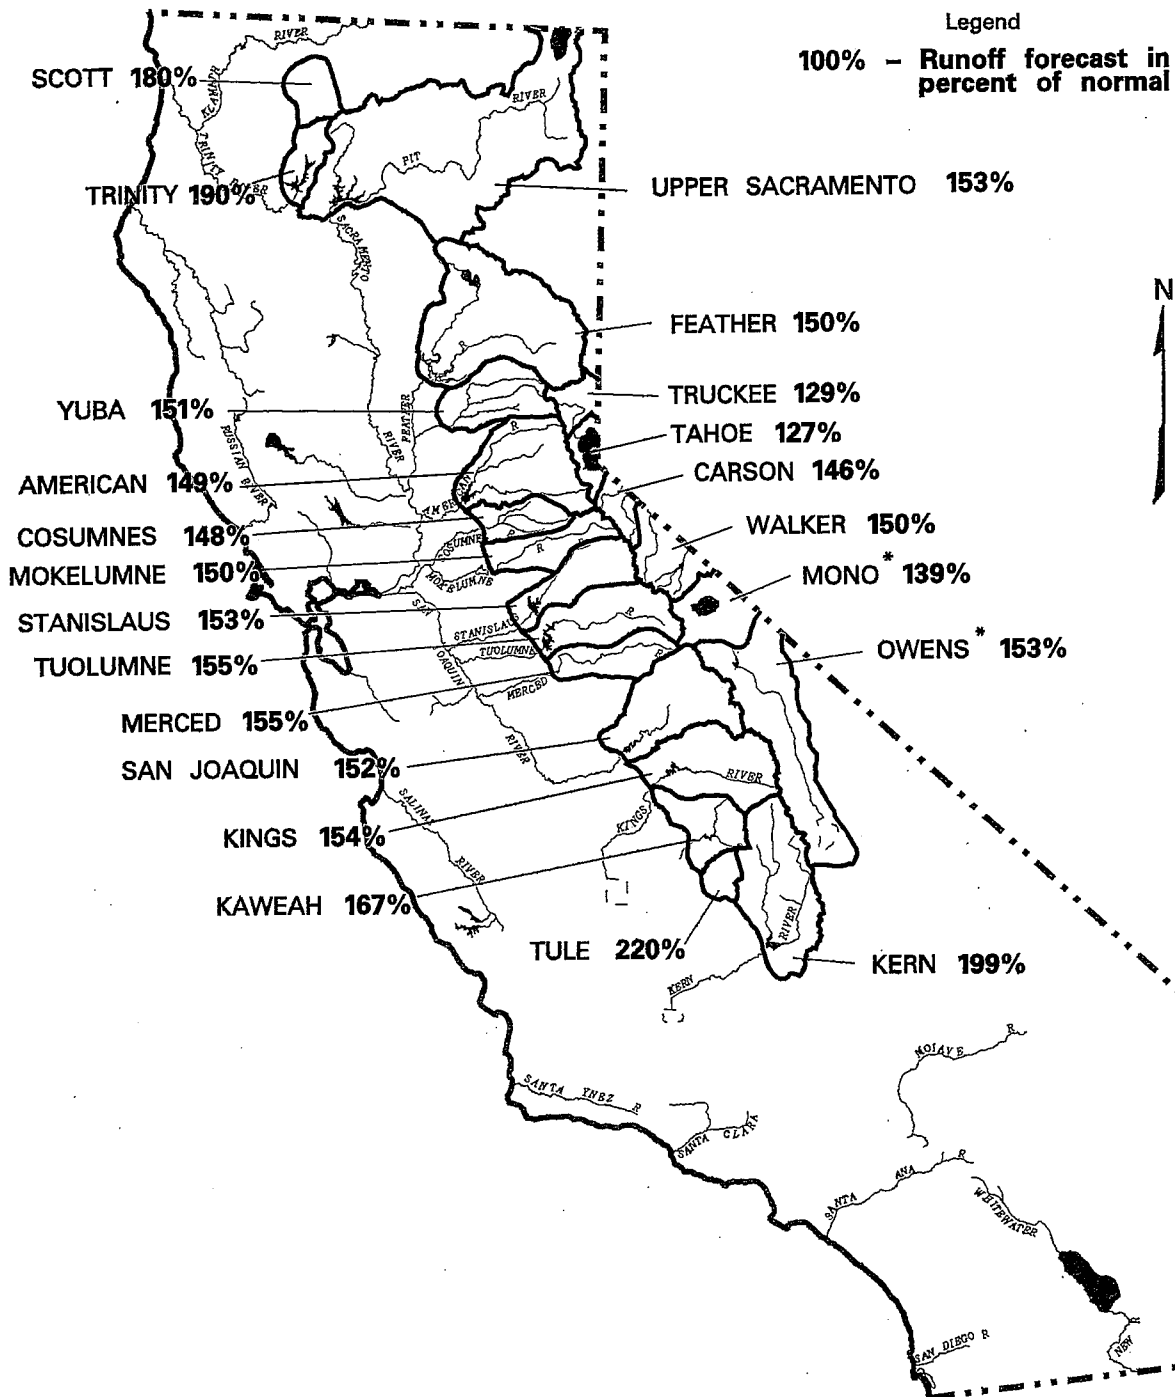 Legend
100% – Runoff forecast in
percent of normal
RIVER
SCOTT 180%
KLAMATH
RIVER
TRINITY
RIVER
PIT
TRINITY 190%
UPPER SACRAMENTO 153%
SACRAMENTO
N
FEATHER 150%
TRUCKEE 129%
YUBA 151%
FEATHER
RIVER
R
TAHOE 127%
RUSSIAN RIVER
CARSON 146%
AMERICAN 149%
AMERICAN
WALKER 150%
COSUMNES 148%
COSUMNES
R
R
MOKELUMNE 150%
MOKELUMNE
MONO* 139%
STANISLAUS 153%
SAN
JOAQUIN
RIVER
STANISLAUS
R
OWENS* 153%
TUOLUMNE 155%
TUOLUMNE
R
MERCED
MERCED 155%
SAN JOAQUIN 152%
RIVER
SALINAS
RIVER
KINGS
KINGS 154%
KAWEAH 167%
RIVER
TULE 220%
KERN 199%
KERN
MOJAVE R
SANTA YNEZ R
SANTA CLARA
SANTA ANA R
WHITEWATER
SAN DIEGO R
NEW R